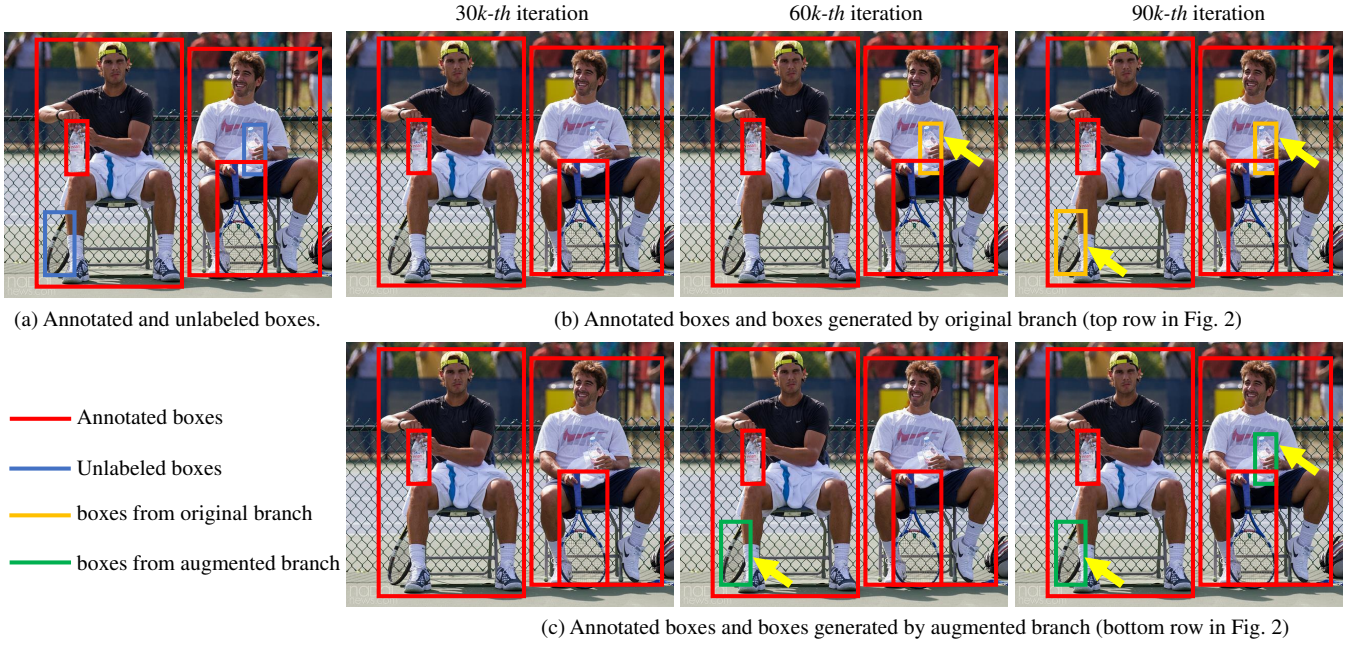 30k-th iteration
60k-th iteration
90k-th iteration
(a) Annotated and unlabeled boxes.
(b) Annotated boxes and boxes generated by original branch (top row in Fig. 2)
Annotated boxes
Unlabeled boxes
boxes from original branch
boxes from augmented branch
(c) Annotated boxes and boxes generated by augmented branch (bottom row in Fig. 2)